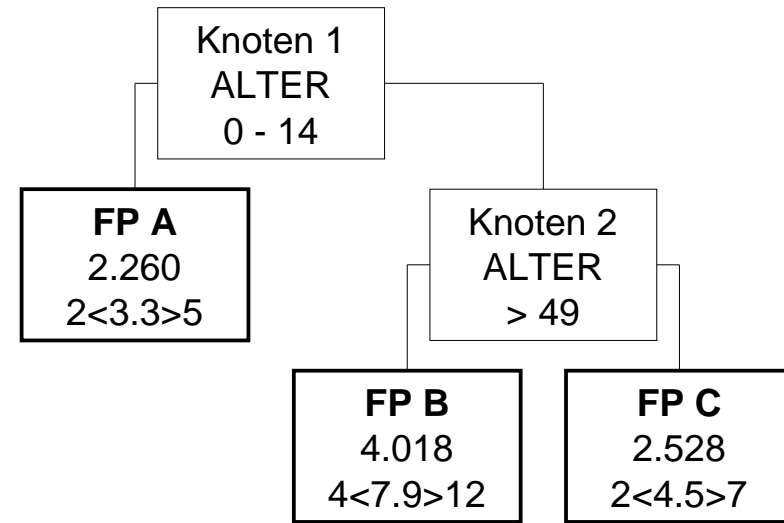 Knoten 1
ALTER
0 - 14
FP A
2.260
2<3.3>5
Knoten 2
ALTER
> 49
FP B
4.018
4<7.9>12
FP C
2.528
2<4.5>7